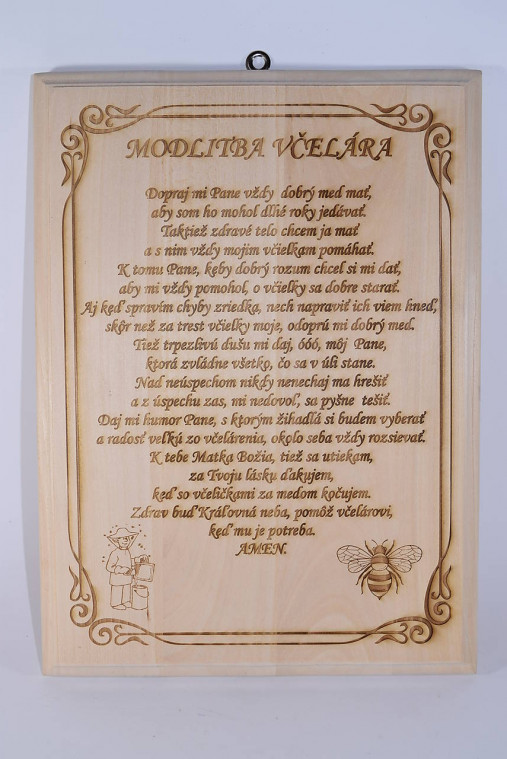 MODLITBA VČELÁRA
Dopraj mi Pane vždy dobrý med mať,
aby som ho mohol dlhé roky jedávať.
Taktiež zdravé telo chcem ja mať
a s nim vždy mojim včielkam pomáhať.
K tomu Pane, keby dobrý rozum chcel si mi dať,
aby mi vždy pomohol, o včielky sa dobre starať.
Aj keď spravím chyby zriedka, nech napraviť ich viem hneď,
skôr než za trest včielky moje, odoprú mi dobrý med.
Tiež trpezlivú dušu mi daj, óóó, môj Pane,
ktorá zvládne všetko, čo sa v úli stane.
Nad neúspechom nikdy nenechaj ma hrešiť
a z úspechu zas, mi nedovoľ, sa pyšne tešiť.
Daj mi humor Pane, s ktorým žihadlá si budem vyberať
a radosť veľkú zo včelárenia, okolo seba vždy rozsievať.
K tebe Matka Božia, tiež sa utiekam,
za Tvoju lásku ďakujem,
keď so včeličkami za medom kočujem.
Zdrav buď Kráľovná neba, pomôž včelárovi,
keď mu je potreba.
AMEN.